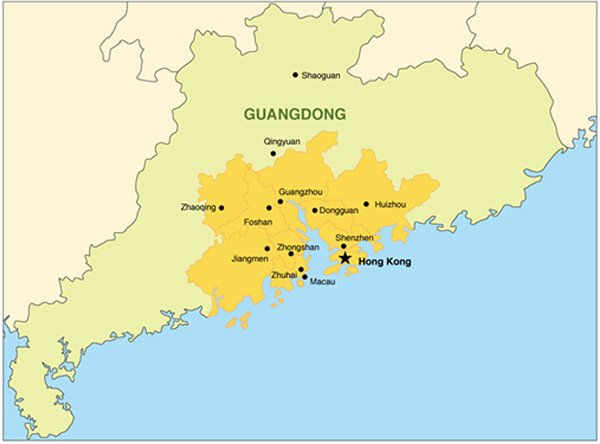 Shaoguan
GUANGDONG
Qingyuan
Guangzhou
Zhaoqing
Huizhou
Dongguan
Foshan
Shenzhen
Zhongshan
Jiangmen
Hong Kong
Zhuhai
Macau